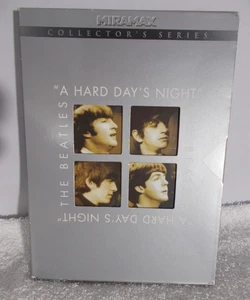 MIRAMAX
COLLECTOR'S SERIES
"A HARD DAY'S NIGHT"
THE BEATLES
"A HARD DAY'S NIGHT"